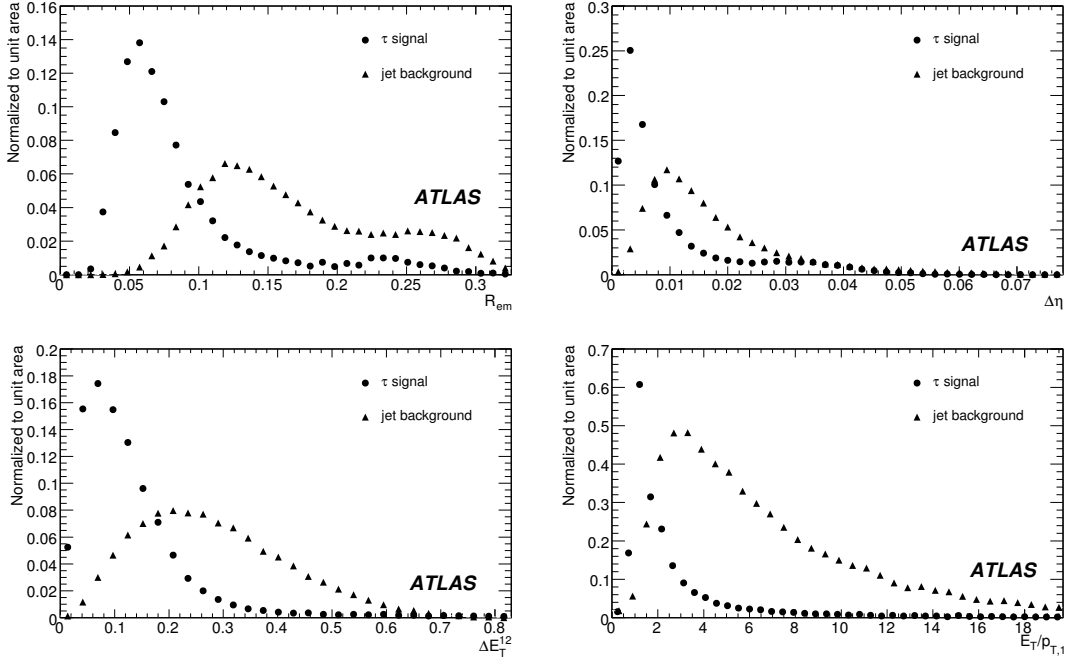 Normalized to unit area
0.16
0.14
0.12
0.1
0.08
0.06
0.04
0.02
0
τ signal
jet background
ATLAS
0.05 0.1 0.15 0.2 0.25 0.3
R_em
Normalized to unit area
0.3
0.25
0.2
0.15
0.1
0.05
0
τ signal
jet background
ATLAS
0 0.01 0.02 0.03 0.04 0.05 0.06 0.07
Δη
Normalized to unit area
0.2
0.18
0.16
0.14
0.12
0.1
0.08
0.06
0.04
0.02
0
τ signal
jet background
ATLAS
0 0.1 0.2 0.3 0.4 0.5 0.6 0.7 0.8
ΔE_T^12
Normalized to unit area
0.7
0.6
0.5
0.4
0.3
0.2
0.1
0
τ signal
jet background
ATLAS
0 2 4 6 8 10 12 14 16 18
E_T/p_T,1